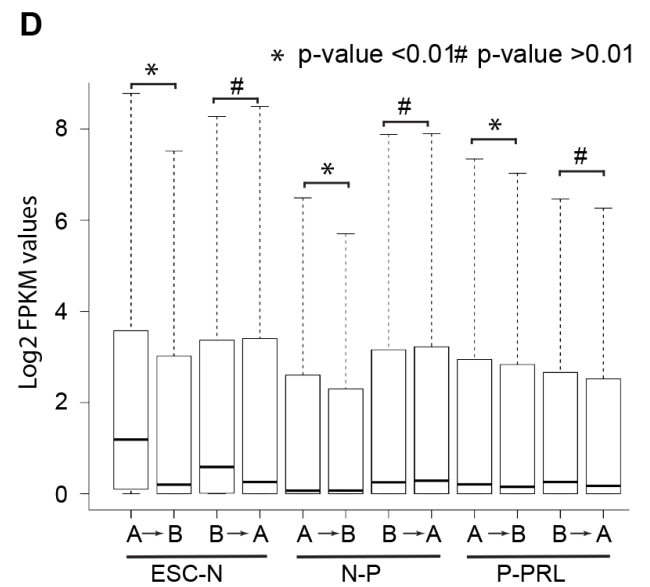 D
* p-value <0.01# p-value >0.01
Log2 FPKM values
8
6
4
2
0
* # * # * #
A→B B→A A→B B→A A→B B→A
ESC-N N-P P-PRL